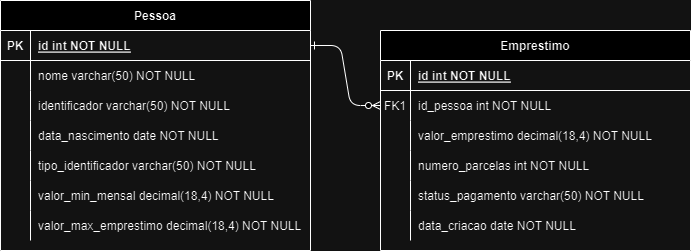 Pessoa
PK id int NOT NULL
nome varchar(50) NOT NULL
identificador varchar(50) NOT NULL
data_nascimento date NOT NULL
tipo_identificador varchar(50) NOT NULL
valor_min_mensal decimal(18,4) NOT NULL
valor_max_emprestimo decimal(18,4) NOT NULL
Emprestimo
PK id int NOT NULL
FK1 id_pessoa int NOT NULL
valor_emprestimo decimal(18,4) NOT NULL
numero_parcelas int NOT NULL
status_pagamento varchar(50) NOT NULL
data_criacao date NOT NULL